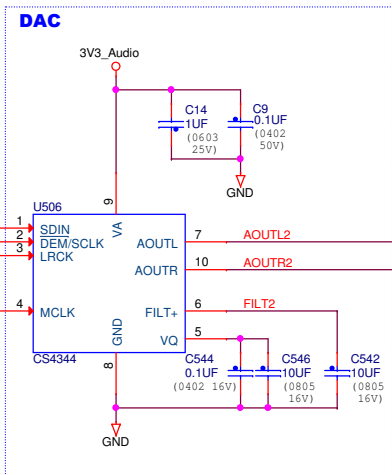 DAC
3V3_Audio
C14
1UF
(0603
25V)
C9
0.1UF
(0402
50V)
GND
U506
9
VA
1
SDIN
2
DEM/SCLK
3
LRCK
4
MCLK
AOUTL
7
AOUTL2
AOUTR
10
AOUTR2
FILT+
6
FILT2
VQ
5
GND
8
CS4344
C544
0.1UF
(0402 16V)
C546
10UF
(0805
16V)
C542
10UF
(0805
16V)
GND